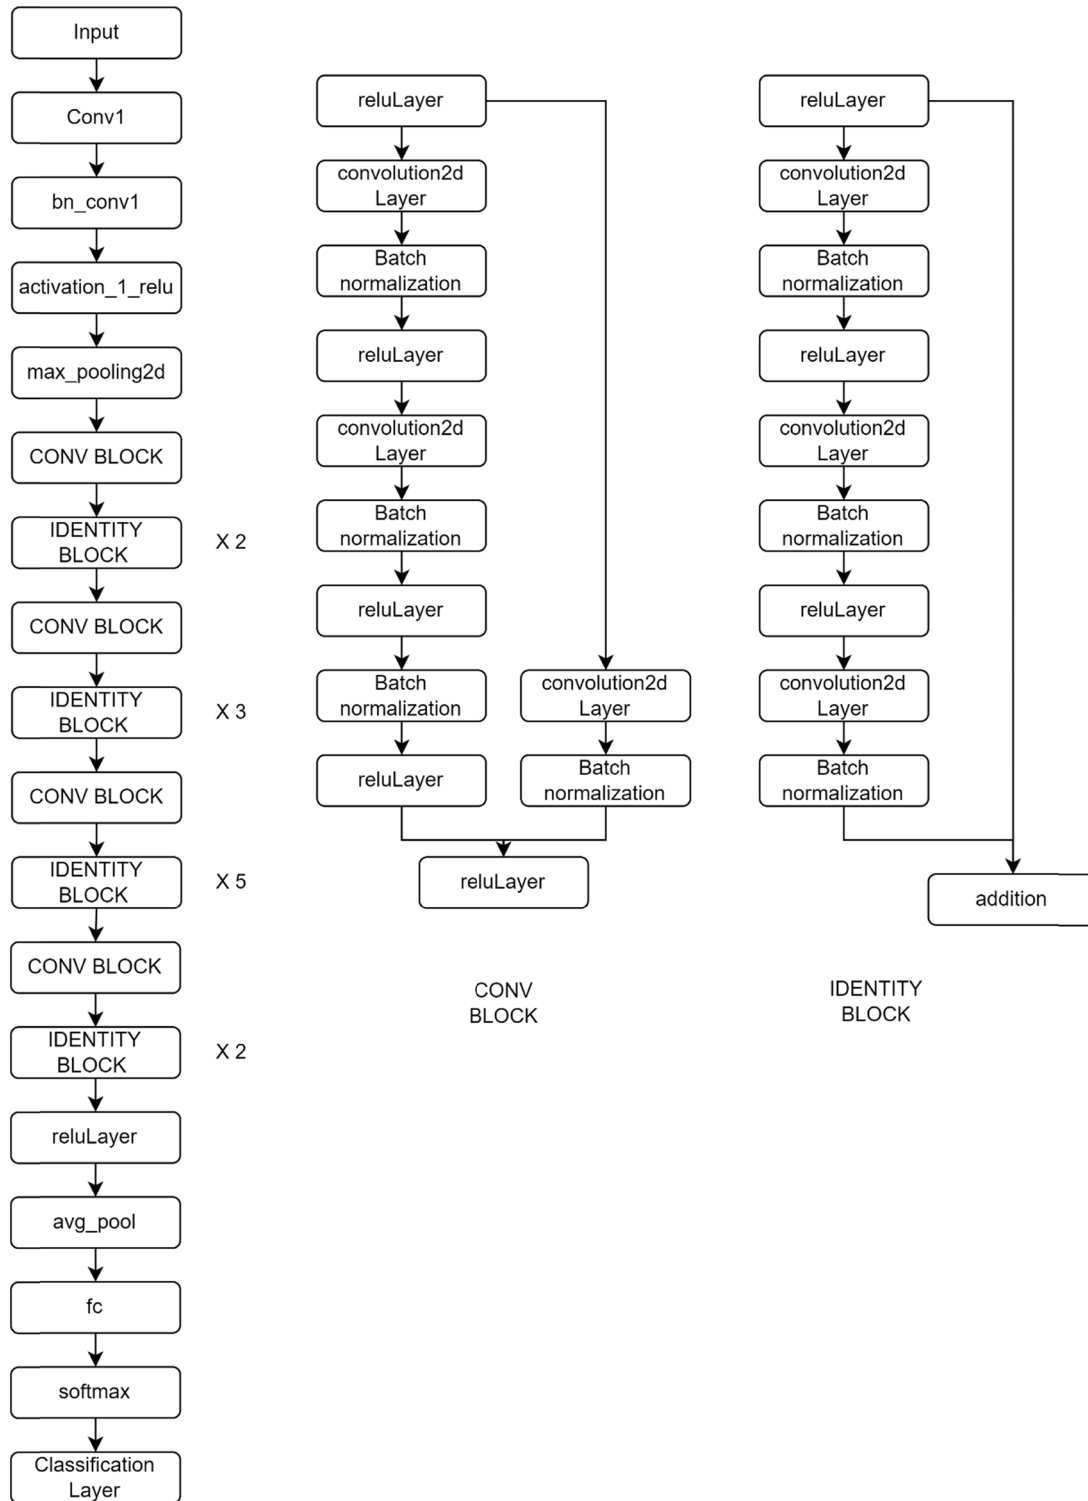 Input
Conv1
bn_conv1
activation_1_relu
max_pooling2d
CONV BLOCK
IDENTITY
BLOCK
X 2
CONV BLOCK
IDENTITY
BLOCK
X 3
CONV BLOCK
IDENTITY
BLOCK
X 5
CONV BLOCK
IDENTITY
BLOCK
X 2
reluLayer
avg_pool
fc
softmax
Classification
Layer
reluLayer
convolution2d
Layer
Batch
normalization
reluLayer
convolution2d
Layer
Batch
normalization
reluLayer
Batch
normalization
reluLayer
convolution2d
Layer
Batch
normalization
reluLayer
CONV
BLOCK
reluLayer
convolution2d
Layer
Batch
normalization
reluLayer
convolution2d
Layer
Batch
normalization
reluLayer
convolution2d
Layer
Batch
normalization
addition
IDENTITY
BLOCK